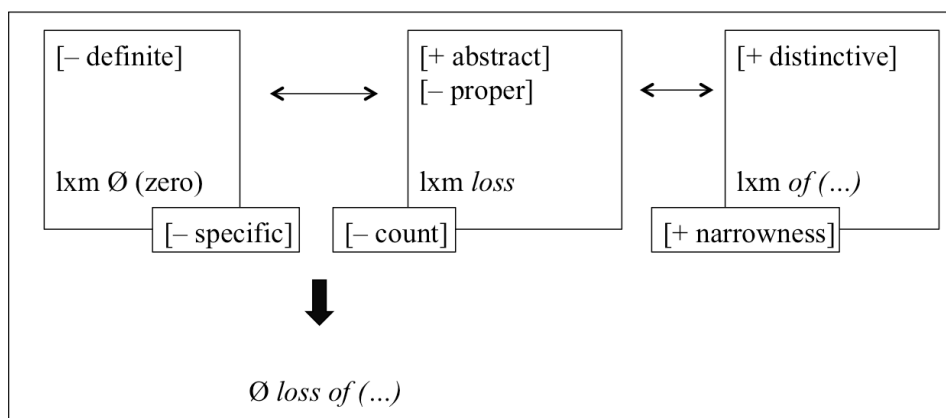 [– definite]
lxm Ø (zero)
[– specific]
[+ abstract]
[– proper]
lxm loss
[– count]
[+ distinctive]
lxm of (...)
[+ narrowness]
Ø loss of (...)